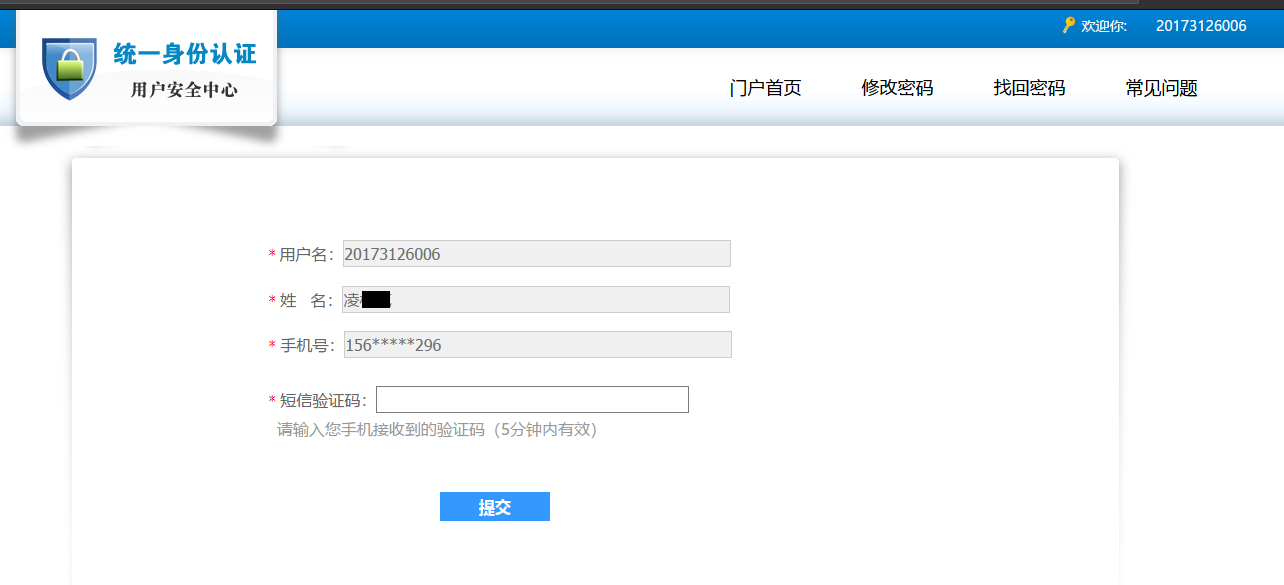 欢迎你: 20173126006
统一身份认证
用户安全中心
门户首页 修改密码 找回密码 常见问题
* 用户名: 20173126006
* 姓 名: 凌
* 手机号: 156*****296
* 短信验证码:
请输入您手机接收到的验证码（5分钟内有效）
提交